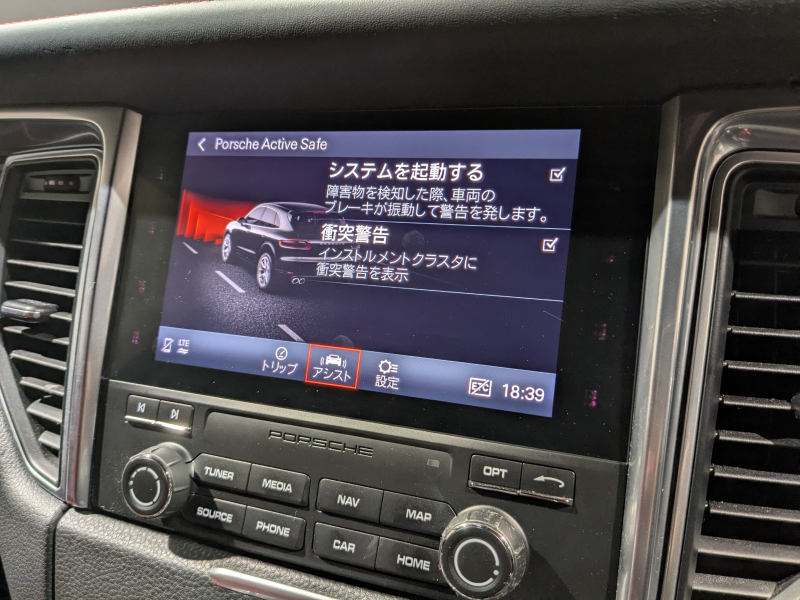 Porsche Active Safe
システムを起動する
障害物を検知した際、車両の
ブレーキが振動して警告を発します。
衝突警告
インストルメントクラスタに
衝突警告を表示
LTE
トリップ
アシスト
設定
ETC
18:39
PORSCHE
TUNER
MEDIA
SOURCE
PHONE
NAV
MAP
CAR
HOME
OPT